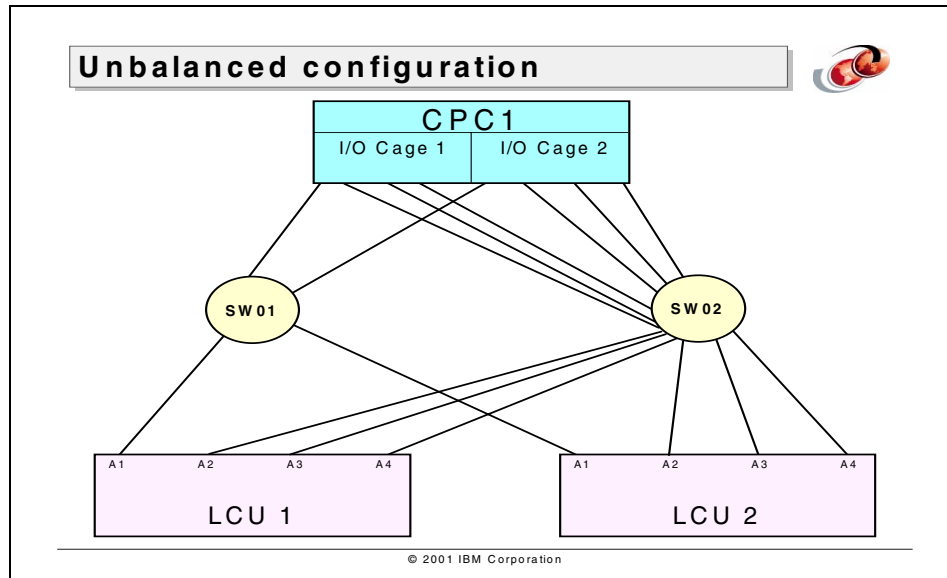 Unbalanced configuration
CPC1
I/O Cage 1
I/O Cage 2
SW01
SW02
A1 A2 A3 A4
LCU 1
A1 A2 A3 A4
LCU 2
© 2001 IBM Corporation